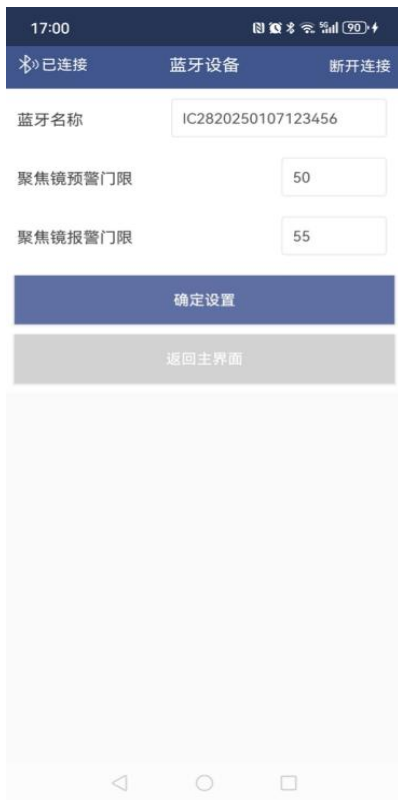 17:00 5G 90
已连接 蓝牙设备 断开连接
蓝牙名称 IC2820250107123456
聚焦镜预警门限 50
聚焦镜报警门限 55
确定设置
返回主界面